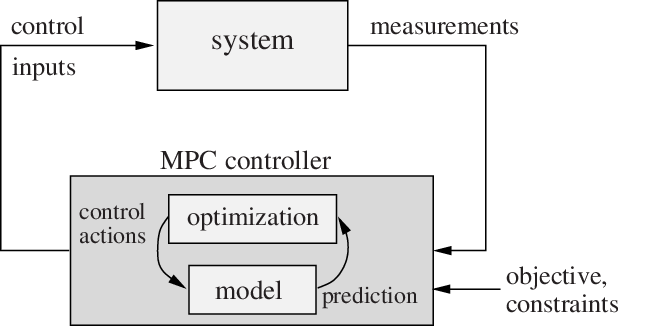 control
inputs
system
measurements
MPC controller
control
actions
optimization
model
prediction
objective,
constraints